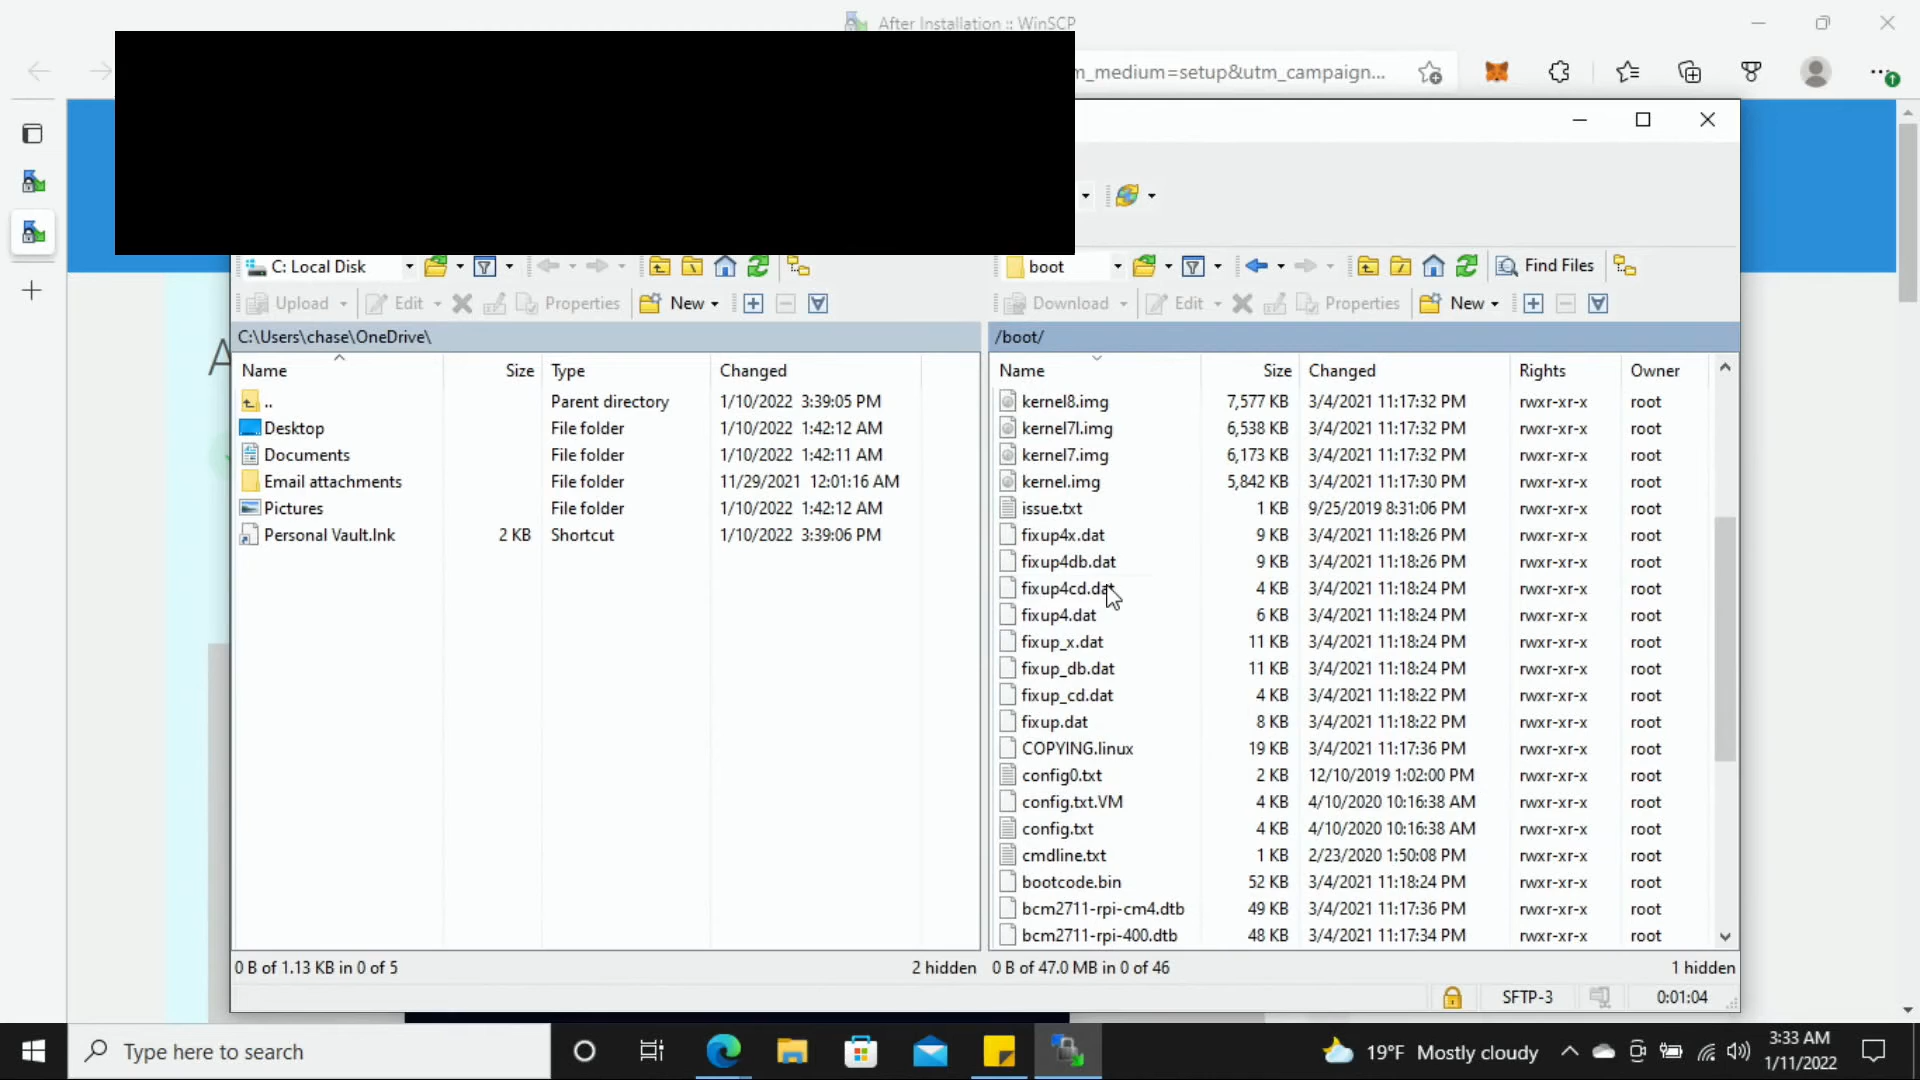 After Installation :: WinSCP
m_medium=setup&utm_campaign...
C: Local Disk
boot
Find Files
Upload
Edit
Properties
New
Download
Edit
Properties
New
C:\Users\chase\OneDrive\
/boot/
Name Size Type Changed
.. Parent directory 1/10/2022 3:39:05 PM
Desktop File folder 1/10/2022 1:42:12 AM
Documents File folder 1/10/2022 1:42:11 AM
Email attachments File folder 11/29/2021 12:01:16 AM
Pictures File folder 1/10/2022 1:42:12 AM
Personal Vault.lnk 2 KB Shortcut 1/10/2022 3:39:06 PM
Name Size Changed Rights Owner
kernel8.img 7,577 KB 3/4/2021 11:17:32 PM rwxr-xr-x root
kernel7l.img 6,538 KB 3/4/2021 11:17:32 PM rwxr-xr-x root
kernel7.img 6,173 KB 3/4/2021 11:17:32 PM rwxr-xr-x root
kernel.img 5,842 KB 3/4/2021 11:17:30 PM rwxr-xr-x root
issue.txt 1 KB 9/25/2019 8:31:06 PM rwxr-xr-x root
fixup4x.dat 9 KB 3/4/2021 11:18:26 PM rwxr-xr-x root
fixup4db.dat 9 KB 3/4/2021 11:18:26 PM rwxr-xr-x root
fixup4cd.dat 4 KB 3/4/2021 11:18:24 PM rwxr-xr-x root
fixup4.dat 6 KB 3/4/2021 11:18:24 PM rwxr-xr-x root
fixup_x.dat 11 KB 3/4/2021 11:18:24 PM rwxr-xr-x root
fixup_db.dat 11 KB 3/4/2021 11:18:24 PM rwxr-xr-x root
fixup_cd.dat 4 KB 3/4/2021 11:18:22 PM rwxr-xr-x root
fixup.dat 8 KB 3/4/2021 11:18:22 PM rwxr-xr-x root
COPYING.linux 19 KB 3/4/2021 11:17:36 PM rwxr-xr-x root
config0.txt 2 KB 12/10/2019 1:02:00 PM rwxr-xr-x root
config.txt.VM 4 KB 4/10/2020 10:16:38 AM rwxr-xr-x root
config.txt 4 KB 4/10/2020 10:16:38 AM rwxr-xr-x root
cmdline.txt 1 KB 2/23/2020 1:50:08 PM rwxr-xr-x root
bootcode.bin 52 KB 3/4/2021 11:18:24 PM rwxr-xr-x root
bcm2711-rpi-cm4.dtb 49 KB 3/4/2021 11:17:36 PM rwxr-xr-x root
bcm2711-rpi-400.dtb 48 KB 3/4/2021 11:17:34 PM rwxr-xr-x root
0 B of 1.13 KB in 0 of 5
2 hidden
0 B of 47.0 MB in 0 of 46
1 hidden
SFTP-3
0:01:04
Type here to search
19°F Mostly cloudy
3:33 AM
1/11/2022